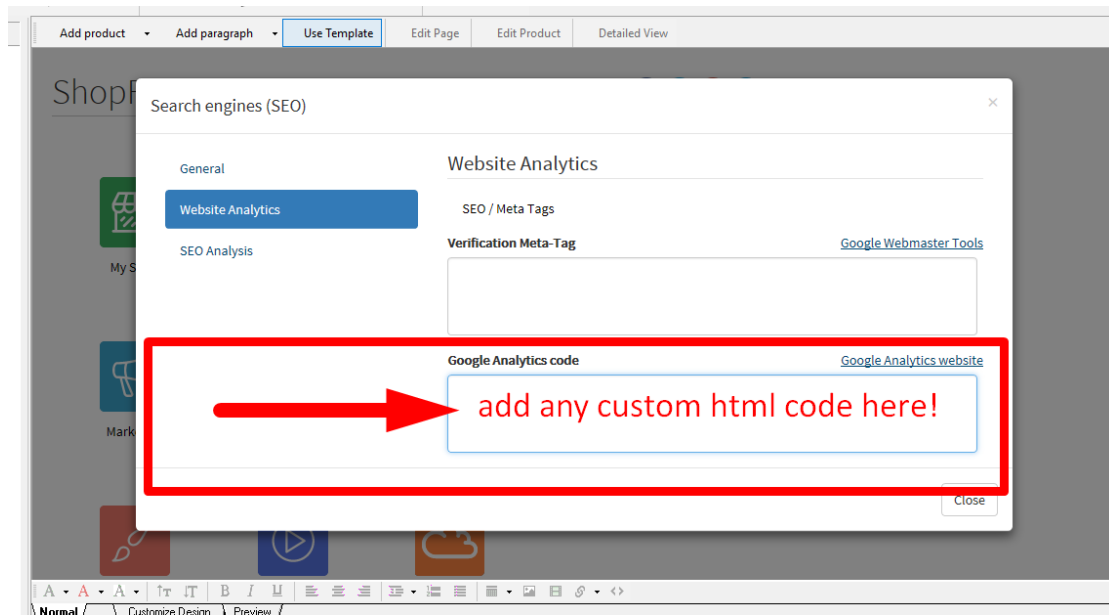 Add product Add paragraph Use Template Edit Page Edit Product Detailed View
Search engines (SEO) ×
General
Website Analytics
SEO Analysis
Website Analytics
SEO / Meta Tags
Verification Meta-Tag Google Webmaster Tools
Google Analytics code Google Analytics website
add any custom html code here!
Close
My S
Mark
A A A T T B I U
Normal Customize Design Preview